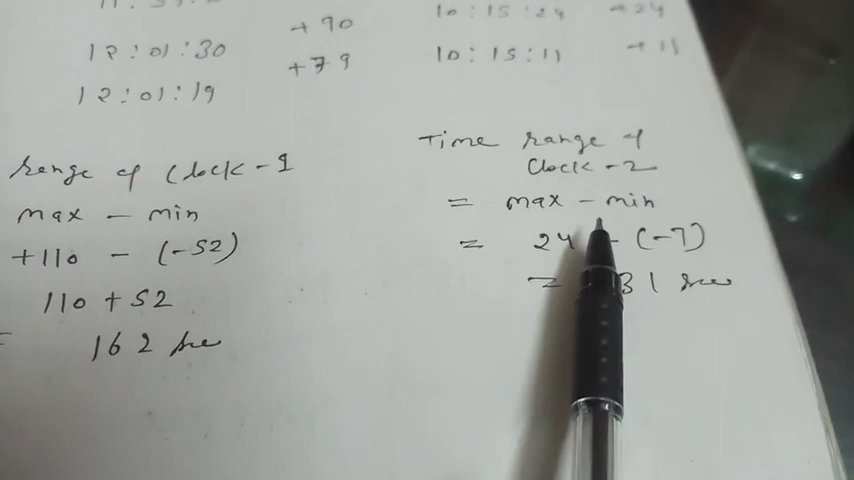 12:01:30 +90
12:01:19 +79
10:15:24 →24
10:15:11 →11
range of Clock-1
max - min
+110 - (-52)
110 + 52
= 162 sec
Time range of
Clock-2
= max - min
= 24 - (-7)
= 31 sec